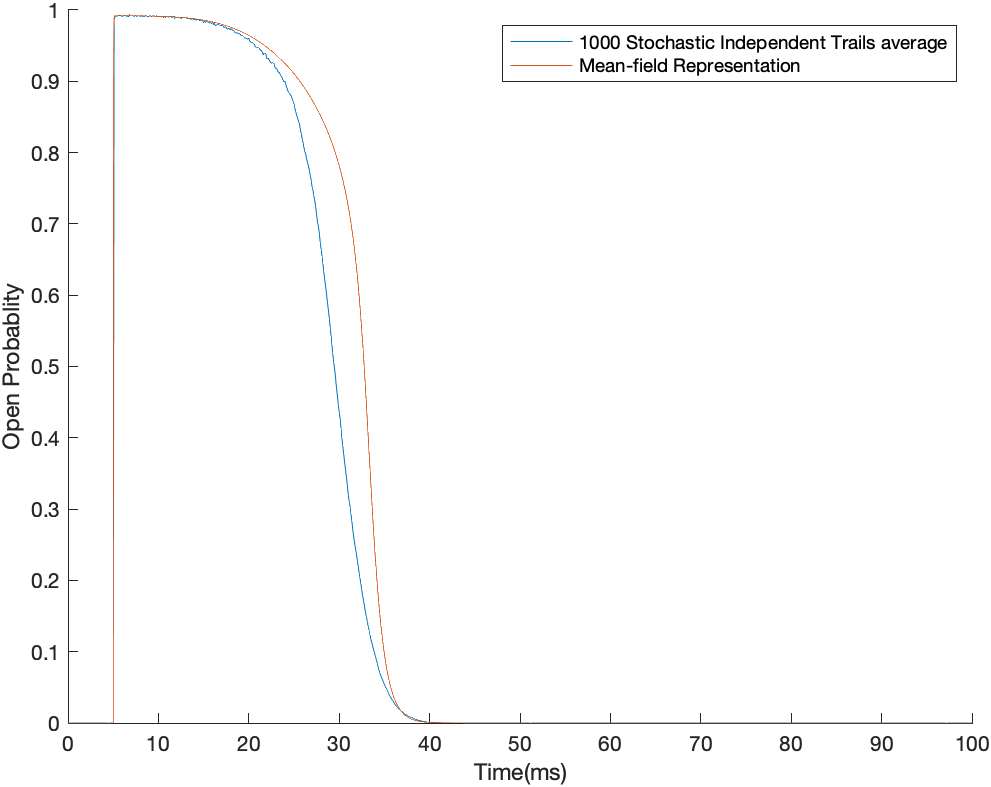 1000 Stochastic Independent Trails average
Mean-field Representation
1
0.9
0.8
0.7
0.6
0.5
0.4
0.3
0.2
0.1
0
Open Probablity
0 10 20 30 40 50 60 70 80 90 100
Time(ms)